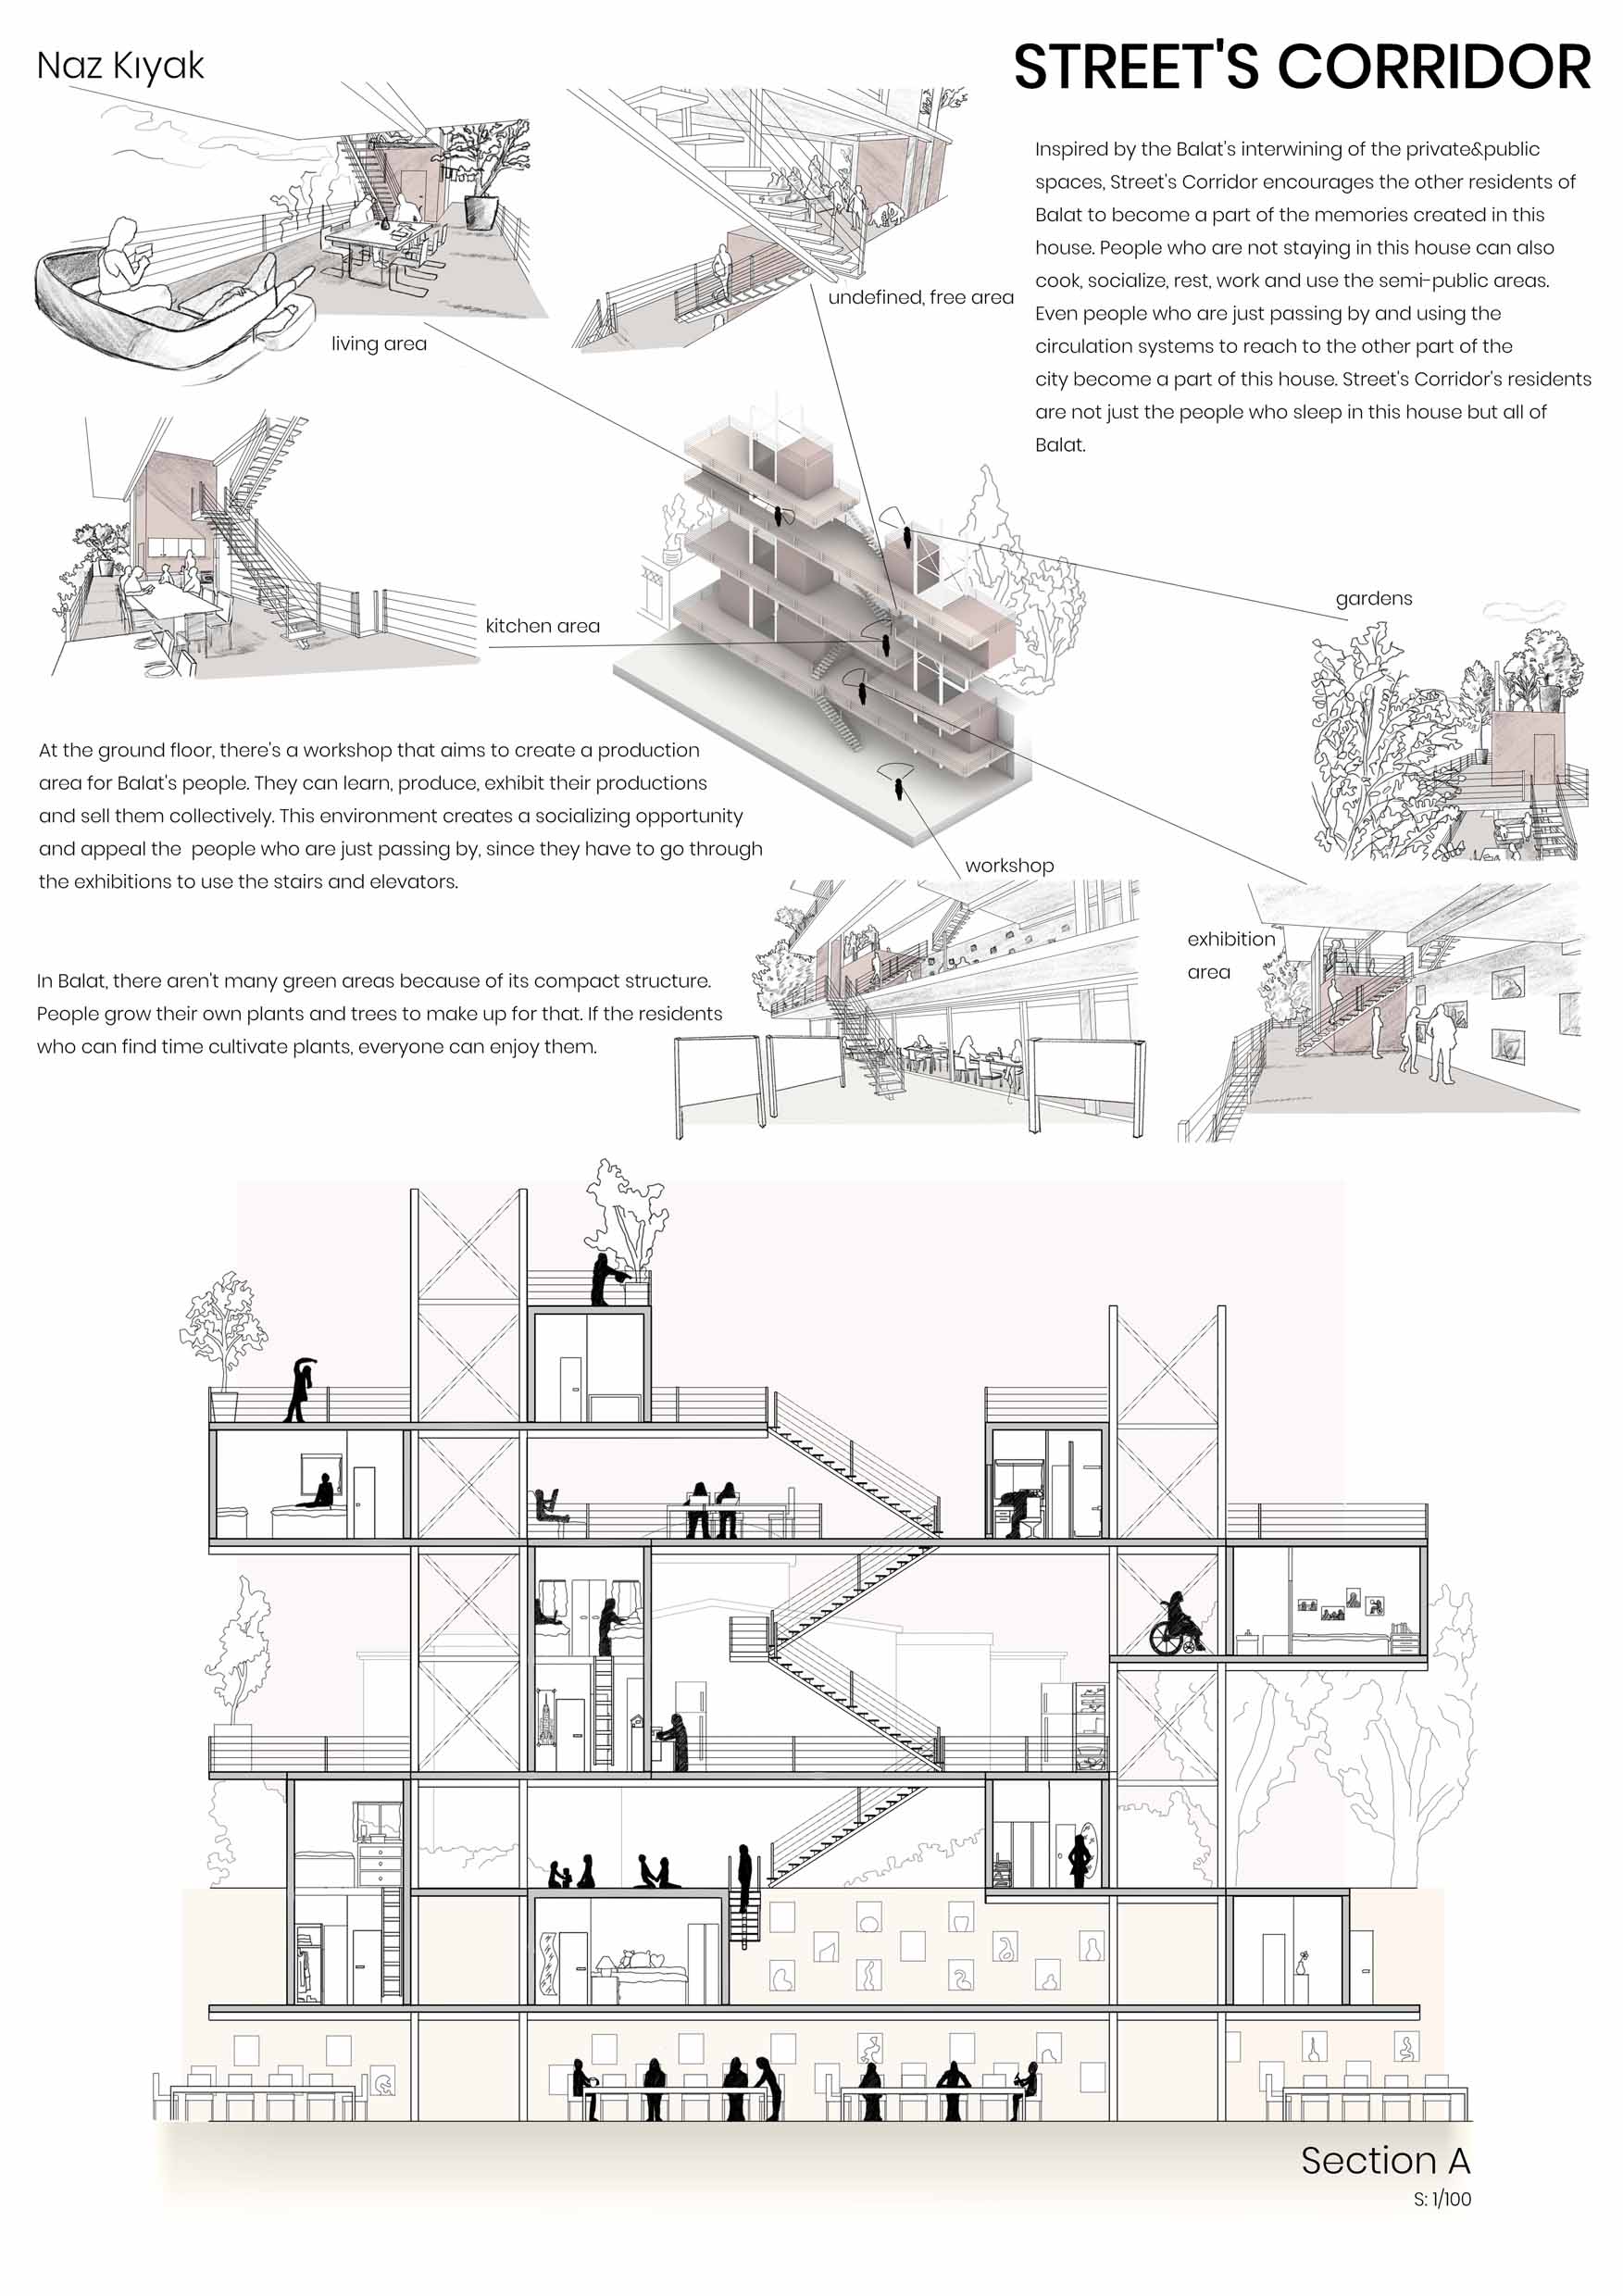 Naz Kıyak
STREET'S CORRIDOR
Inspired by the Balat's interwining of the private&public
spaces, Street's Corridor encourages the other residents of
Balat to become a part of the memories created in this
house. People who are not staying in this house can also
cook, socialize, rest, work and use the semi-public areas.
Even people who are just passing by and using the
circulation systems to reach to the other part of the
city become a part of this house. Street's Corridor's residents
are not just the people who sleep in this house but all of
Balat.
undefined, free area
living area
kitchen area
gardens
At the ground floor, there's a workshop that aims to create a production
area for Balat's people. They can learn, produce, exhibit their productions
and sell them collectively. This environment creates a socializing opportunity
and appeal the  people who are just passing by, since they have to go through
the exhibitions to use the stairs and elevators.
workshop
exhibition
area
In Balat, there aren't many green areas because of its compact structure.
People grow their own plants and trees to make up for that. If the residents
who can find time cultivate plants, everyone can enjoy them.
Section A
S: 1/100